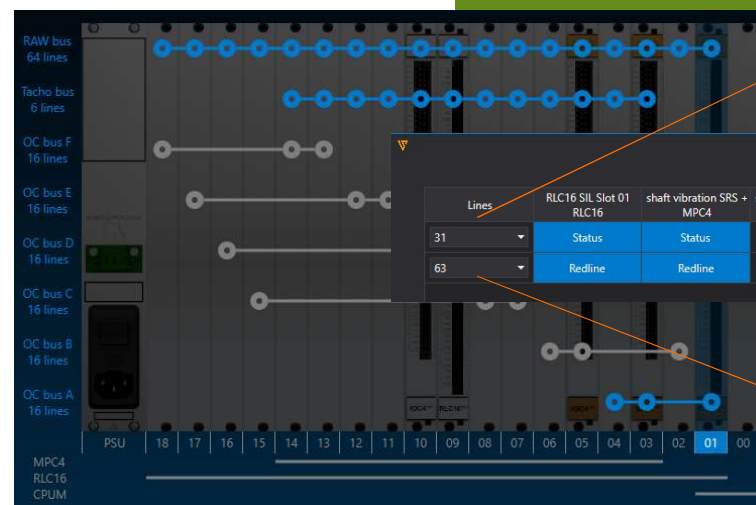 RAW bus
64 lines
Tacho bus
6 lines
OC bus F
16 lines
OC bus E
16 lines
OC bus D
16 lines
OC bus C
16 lines
OC bus B
16 lines
OC bus A
16 lines
Lines
RLC16 SIL Slot 01
RLC16
shaft vibration SRS +
MPC4
31
Status
Status
63
Redline
Redline
IOC4
RLC16
IOC4
PSU 18 17 16 15 14 13 12 11 10 09 08 07 06 05 04 03 02 01 00
MPC4
RLC16
CPUM